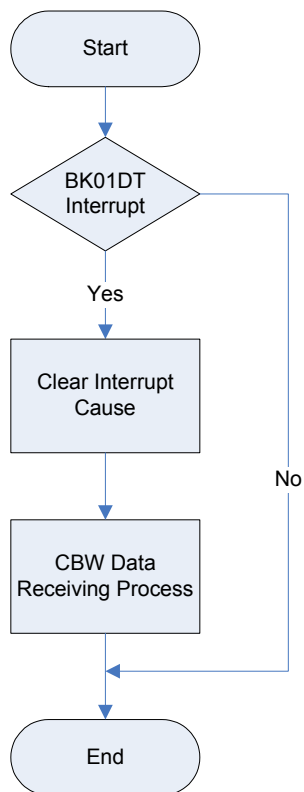 Start
BK01DT
Interrupt
Yes
Clear Interrupt
Cause
No
CBW Data
Receiving Process
End